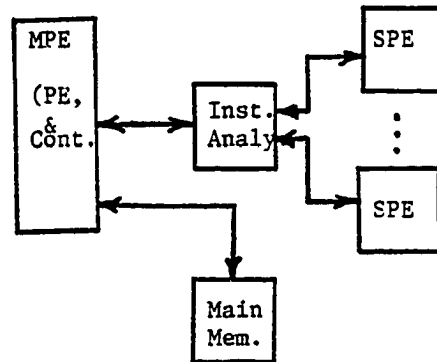 MPE
(PE,
&
Cont.
Inst.
Analy
SPE
SPE
Main
Mem.